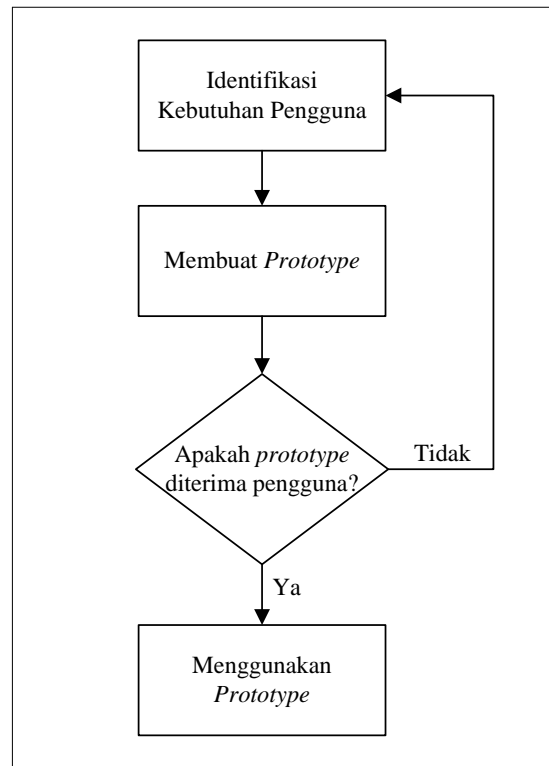 Identifikasi
Kebutuhan Pengguna
Membuat Prototype
Apakah prototype
diterima pengguna?
Tidak
Ya
Menggunakan
Prototype